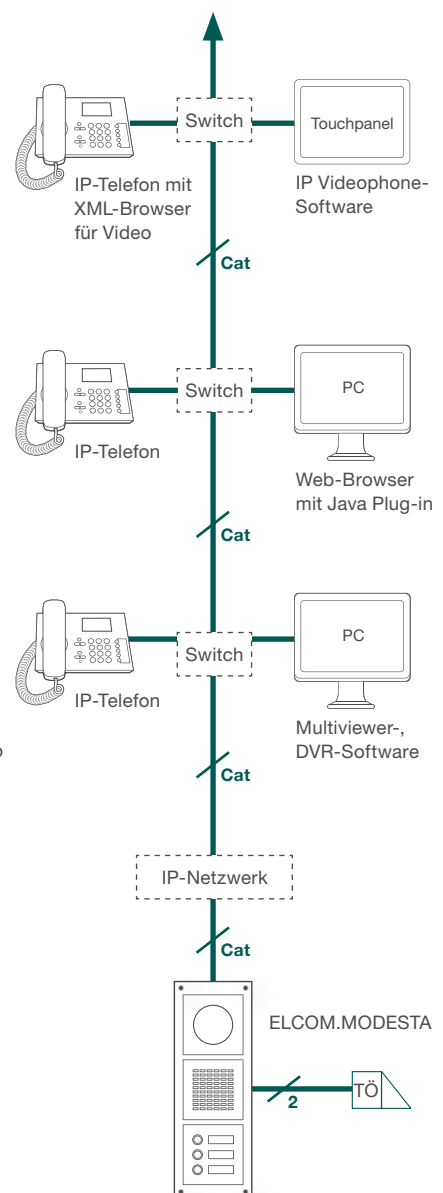 Switch
Touchpanel
IP-Telefon mit
XML-Browser
für Video
IP Videophone-
Software
Cat
Switch
PC
IP-Telefon
Web-Browser
mit Java Plug-in
Cat
Switch
PC
IP-Telefon
Multiviewer-,
DVR-Software
Cat
IP-Netzwerk
Cat
ELCOM.MODESTA
TÖ
2